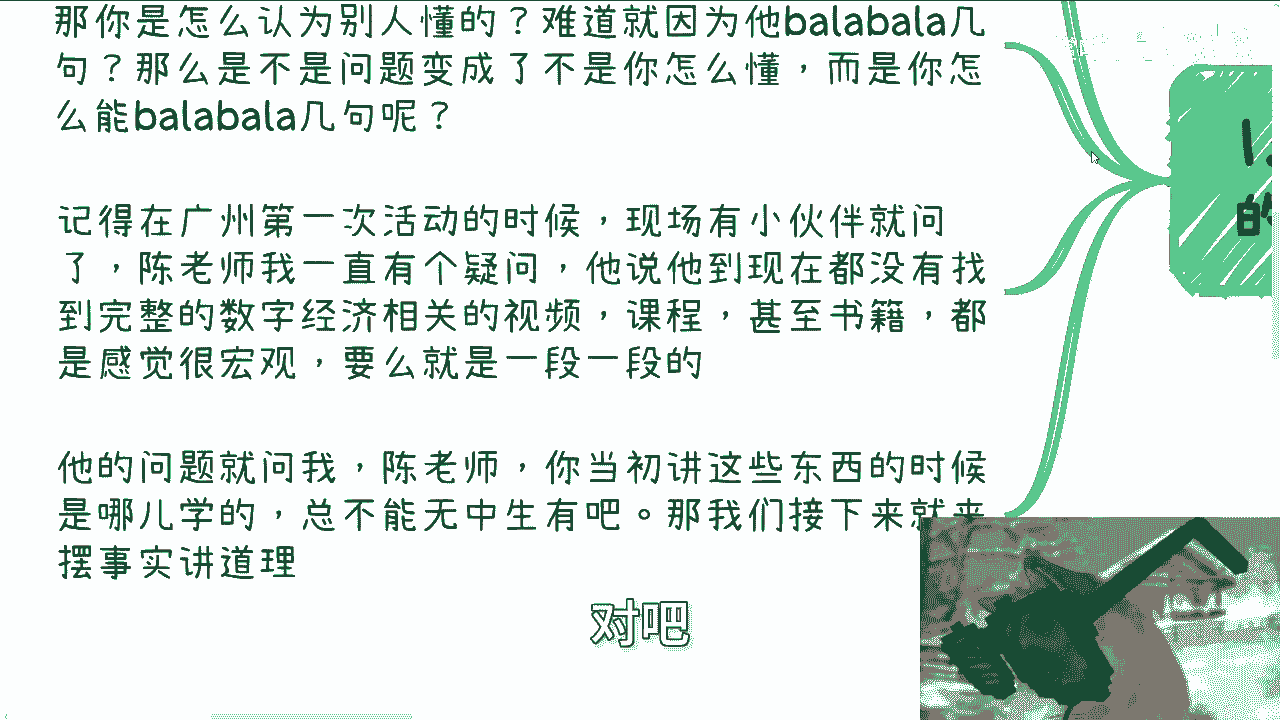 那你是怎么认为别人懂的？难道就因为他balabala几
句？那么是不是问题变成了不是你怎么懂，而是你怎
么能balabala几句呢？
记得在广州第一次活动的时候，现场有小伙伴就问
了，陈老师我一直有个疑问，他说他到现在都没有找
到完整的数字经济相关的视频，课程，甚至书籍，都
是感觉很宏观，要么就是一段一段的
他的问题就问我，陈老师，你当初讲这些东西的时候
是哪儿学的，总不能无中生有吧。那我们接下来就来
摆事实讲道理
1.
的
对吧